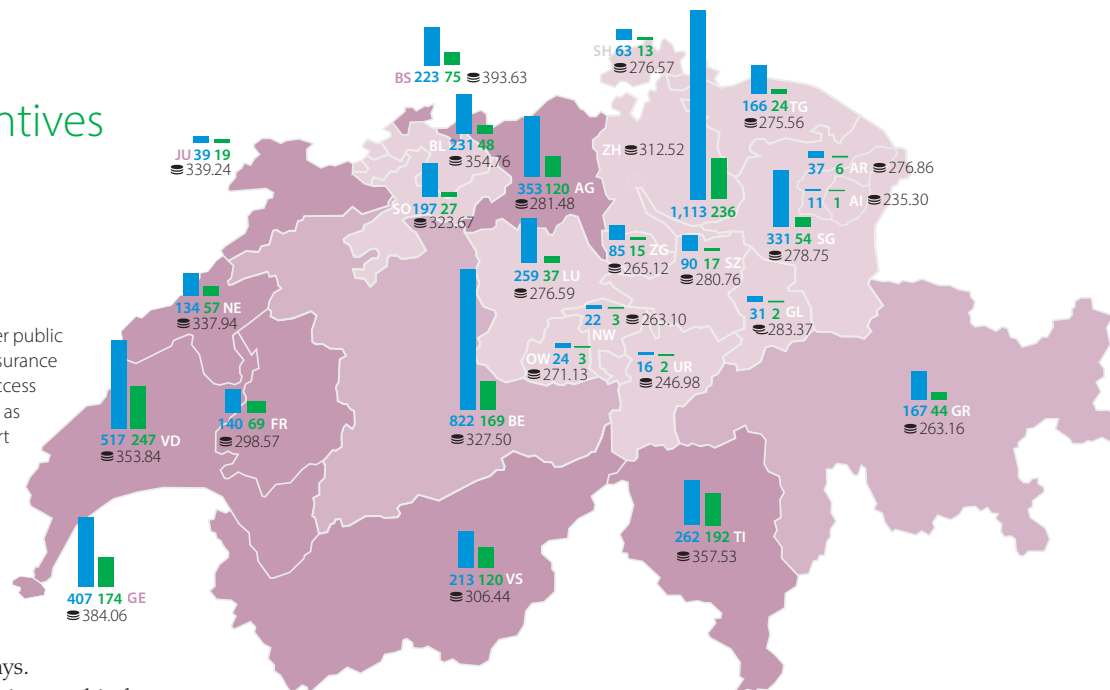 ntives
er public
surance
ccess
as
rt
ays.
BS 223 75 393.63
SH 63 13
276.57
166 24 TG
275.56
JU 39 19
339.24
BL 231 48
354.76
353 120 AG
281.48
ZH 312.52
1,113 236
37 6 AR 276.86
11 1 AI 235.30
SO 197 27
323.67
331 54 SG
278.75
85 15 ZG
265.12
90 17 SZ
280.76
259 37 LU
276.59
134 57 NE
337.94
22 3 263.10
NW
31 2 GL
283.37
OW 24 3
271.13
16 2 UR
246.98
517 247 VD
353.84
140 69 FR
298.57
822 169 BE
327.50
167 44 GR
263.16
262 192 TI
357.53
213 120 VS
306.44
407 174 GE
384.06